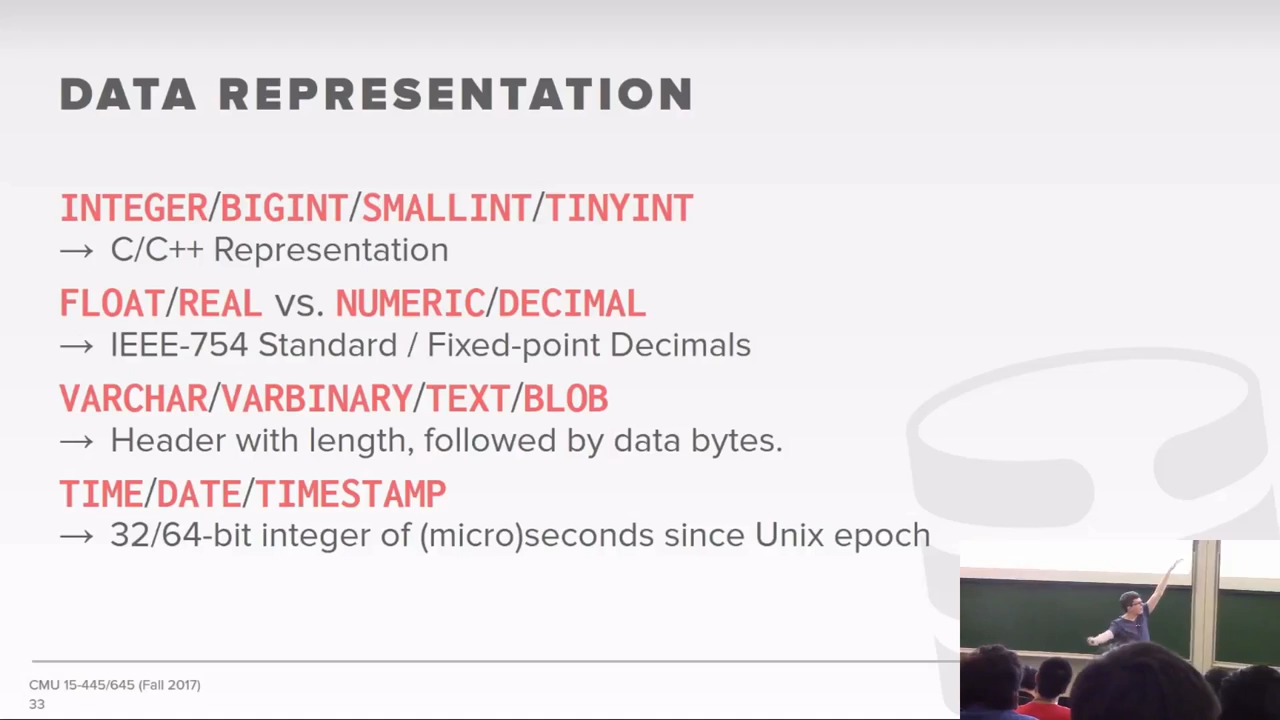 DATA REPRESENTATION
INTEGER/BIGINT/SMALLINT/TINYINT
→ C/C++ Representation
FLOAT/REAL vs. NUMERIC/DECIMAL
→ IEEE-754 Standard / Fixed-point Decimals
VARCHAR/VARBINARY/TEXT/BLOB
→ Header with length, followed by data bytes.
TIME/DATE/TIMESTAMP
→ 32/64-bit integer of (micro)seconds since Unix epoch
CMU 15-445/645 (Fall 2017)
33